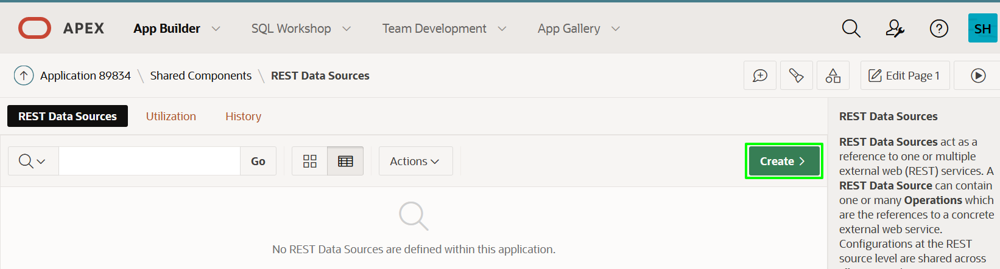 APEX App Builder SQL Workshop Team Development App Gallery SH
Application 89834 \ Shared Components \ REST Data Sources Edit Page 1
REST Data Sources Utilization History
Go Actions Create
No REST Data Sources are defined within this application.
REST Data Sources
REST Data Sources act as a
reference to one or multiple
external web (REST) services. A
REST Data Source can contain
one or many Operations which
are the references to a concrete
external web service.
Configurations at the REST
source level are shared across